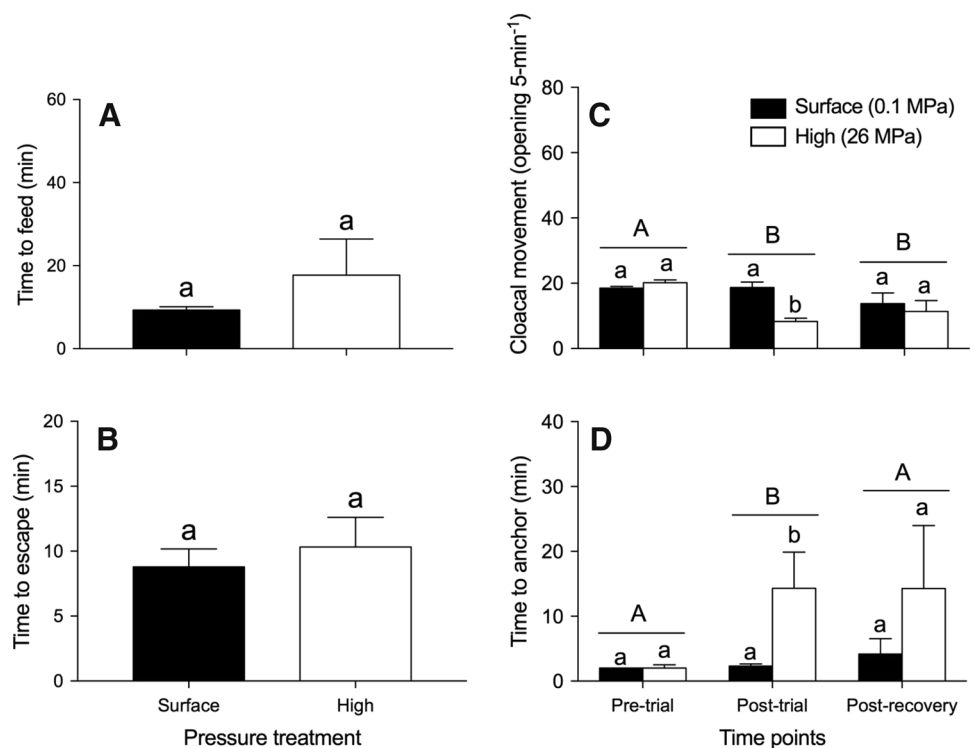 A
Time to feed (min)
60
40
20
0
a
a
B
Time to escape (min)
20
15
10
5
0
a
a
Surface
High
Pressure treatment
C
Cloacal movement (opening 5-min⁻¹)
80
60
40
20
0
Surface (0.1 MPa)
High (26 MPa)
A
B
B
a
a
a
b
a
a
D
Time to anchor (min)
40
30
20
10
0
A
B
A
a
a
a
b
a
a
Pre-trial
Post-trial
Post-recovery
Time points